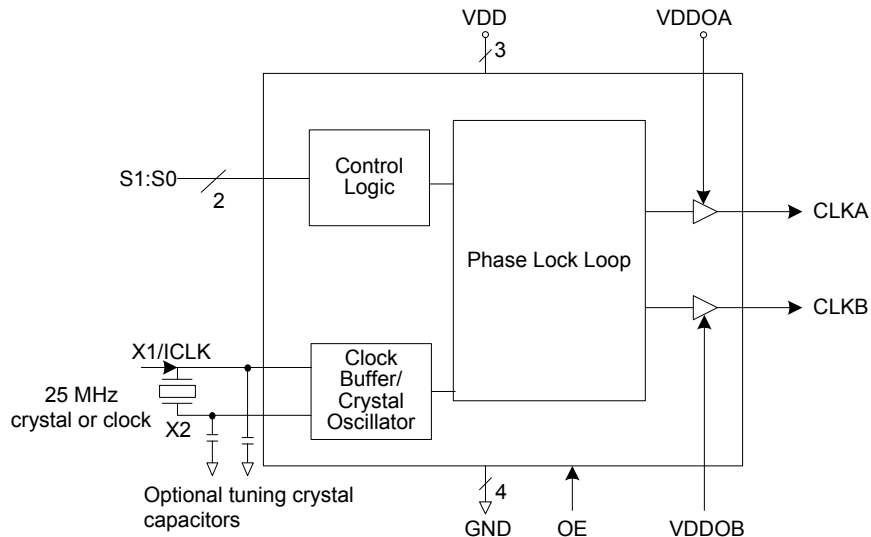 VDD
VDDOA
3
Control
Logic
S1:S0
2
CLKA
Phase Lock Loop
CLKB
X1/ICLK
Clock
Buffer/
Crystal
Oscillator
25 MHz
crystal or clock
X2
Optional tuning crystal
capacitors
4
GND
OE
VDDOB